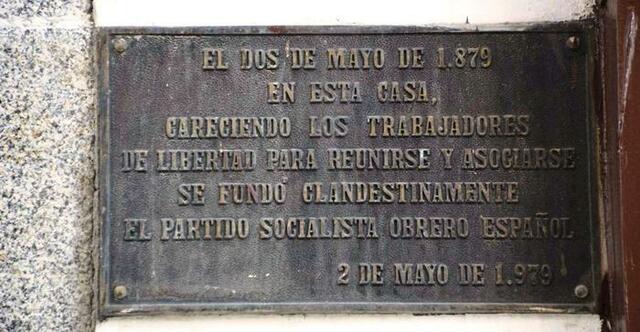 EL DOS DE MAYO DE 1.879
EN ESTA CASA,
CARECIENDO LOS TRABAJADORES
DE LIBERTAD PARA REUNIRSE Y ASOCIARSE
SE FUNDO CLANDESTINAMENTE
EL PARTIDO SOCIALISTA OBRERO ESPAÑOL
2 DE MAYO DE 1.979